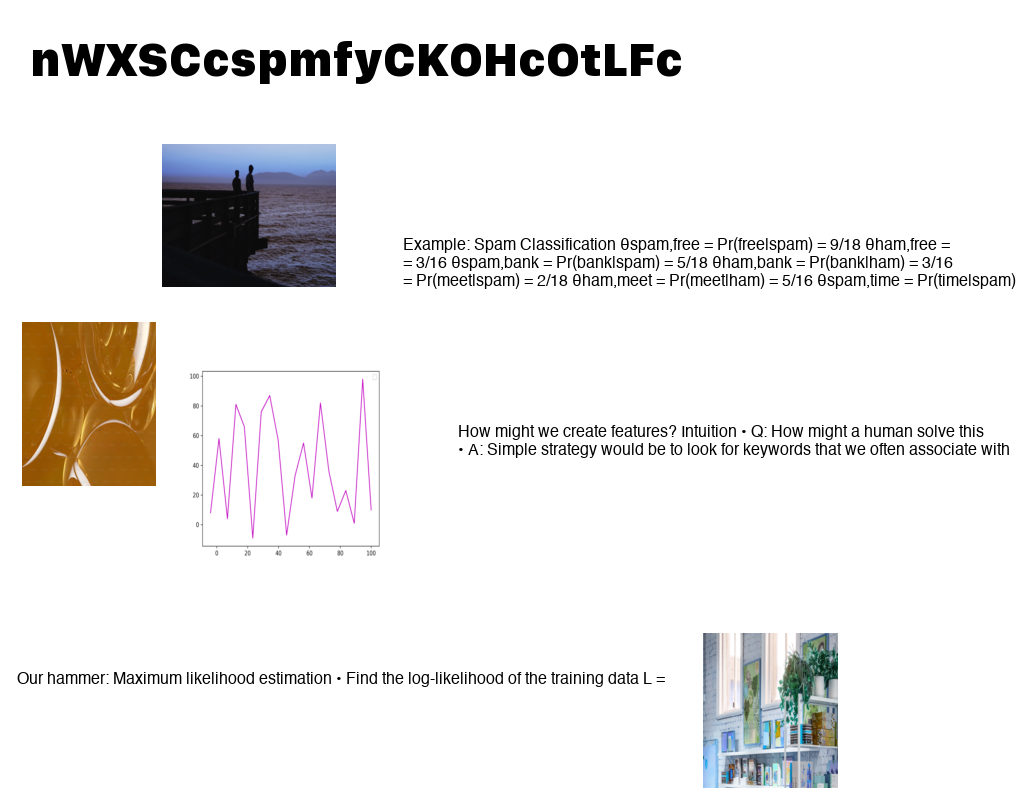 nWXSCcspmfyCKOHcOtLFc
Example: Spam Classification θspam,free = Pr(free|spam) = 9/18 θham,free =
= 3/16 θspam,bank = Pr(bank|spam) = 5/18 θham,bank = Pr(bank|ham) = 3/16
= Pr(meet|spam) = 2/18 θham,meet = Pr(meet|ham) = 5/16 θspam,time = Pr(time|spam)
100
80
60
40
20
0
0 20 40 60 80 100
How might we create features? Intuition • Q: How might a human solve this
• A: Simple strategy would be to look for keywords that we often associate with
Our hammer: Maximum likelihood estimation • Find the log-likelihood of the training data L =